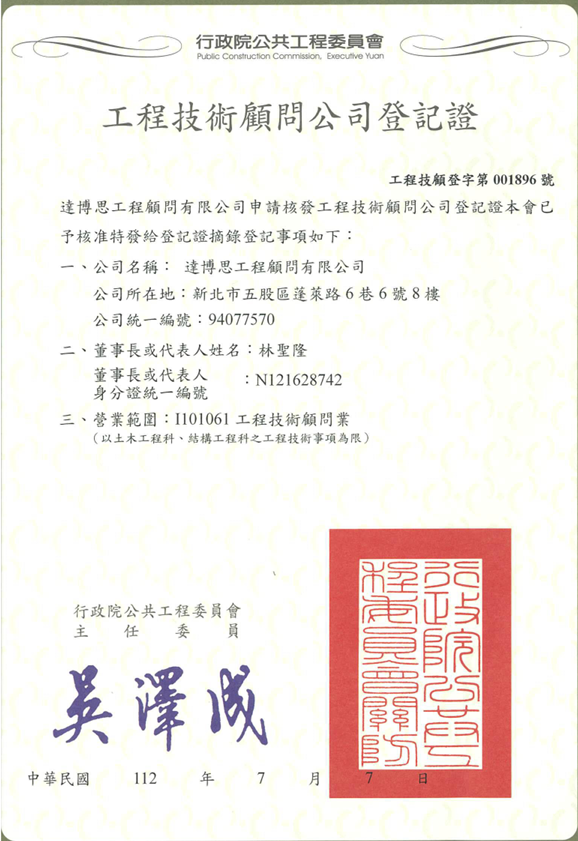 行政院公共工程委員會
Public Construction Commission, Executive Yuan
工程技術顧問公司登記證
工程技顧登字第 001896 號
達博思工程顧問有限公司申請核發工程技術顧問公司登記證本會已
予核准特發給登記證摘錄登記事項如下：
一、公司名稱： 達博思工程顧問有限公司
公司所在地：新北市五股區蓬萊路 6 巷 6 號 8 樓
公司統一編號：94077570
二、董事長或代表人姓名：林聖隆
董事長或代表人
身分證統一編號 ：N121628742
三、營業範圍：I101061 工程技術顧問業
（以土木工程科、結構工程科之工程技術事項為限）
行政院公共工程委員會
主任委員
吳澤成
行政院公共工程委員會關防
中華民國 112 年 7 月 7 日